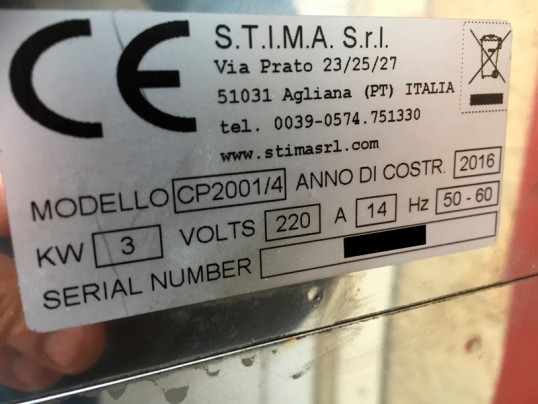 CE
S.T.I.M.A. S.r.l.
Via Prato 23/25/27
51031 Agliana (PT) ITALIA
tel. 0039-0574.751330
www.stimasrl.com
MODELLO CP2001/4 ANNO DI COSTR. 2016
KW 3 VOLTS 220 A 14 Hz 50 - 60
SERIAL NUMBER